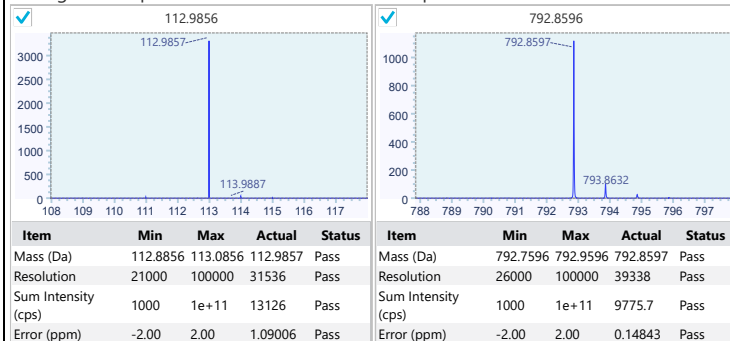 112.9856
112.9857
3000
2500
2000
1500
1000
500
0
113.9887
108 109 110 111 112 113 114 115 116 117
Item Min Max Actual Status
Mass (Da) 112.8856 113.0856 112.9857 Pass
Resolution 21000 100000 31536 Pass
Sum Intensity
(cps) 1000 1e+11 13126 Pass
Error (ppm) -2.00 2.00 1.09006 Pass
792.8596
792.8597
1000
800
600
400
200
0
793.8632
788 789 790 791 792 793 794 795 796 797
Item Min Max Actual Status
Mass (Da) 792.7596 792.9596 792.8597 Pass
Resolution 26000 100000 39338 Pass
Sum Intensity
(cps) 1000 1e+11 9775.7 Pass
Error (ppm) -2.00 2.00 0.14843 Pass